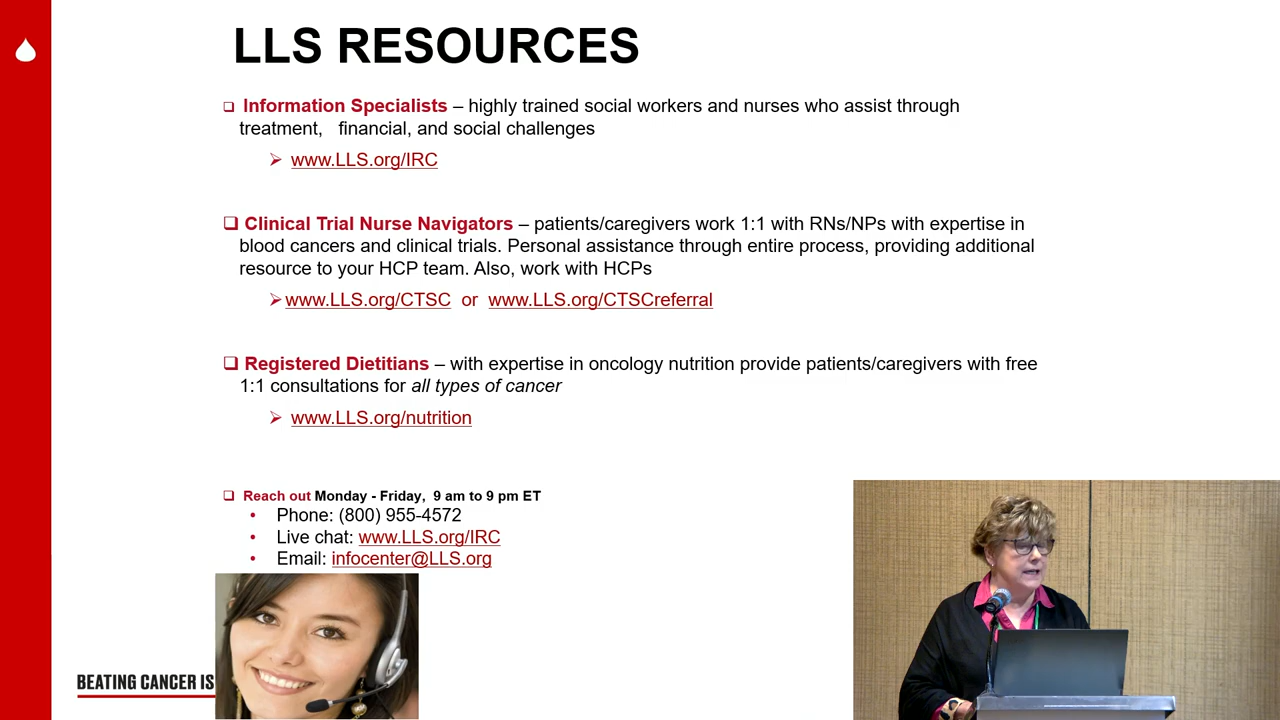 LLS RESOURCES
❑ Information Specialists – highly trained social workers and nurses who assist through
treatment, financial, and social challenges
➢ www.LLS.org/IRC
❑ Clinical Trial Nurse Navigators – patients/caregivers work 1:1 with RNs/NPs with expertise in
blood cancers and clinical trials. Personal assistance through entire process, providing additional
resource to your HCP team. Also, work with HCPs
➢ www.LLS.org/CTSC or www.LLS.org/CTSCreferral
❑ Registered Dietitians – with expertise in oncology nutrition provide patients/caregivers with free
1:1 consultations for all types of cancer
➢ www.LLS.org/nutrition
❑ Reach out Monday - Friday, 9 am to 9 pm ET
• Phone: (800) 955-4572
• Live chat: www.LLS.org/IRC
• Email: infocenter@LLS.org
BEATING CANCER IS